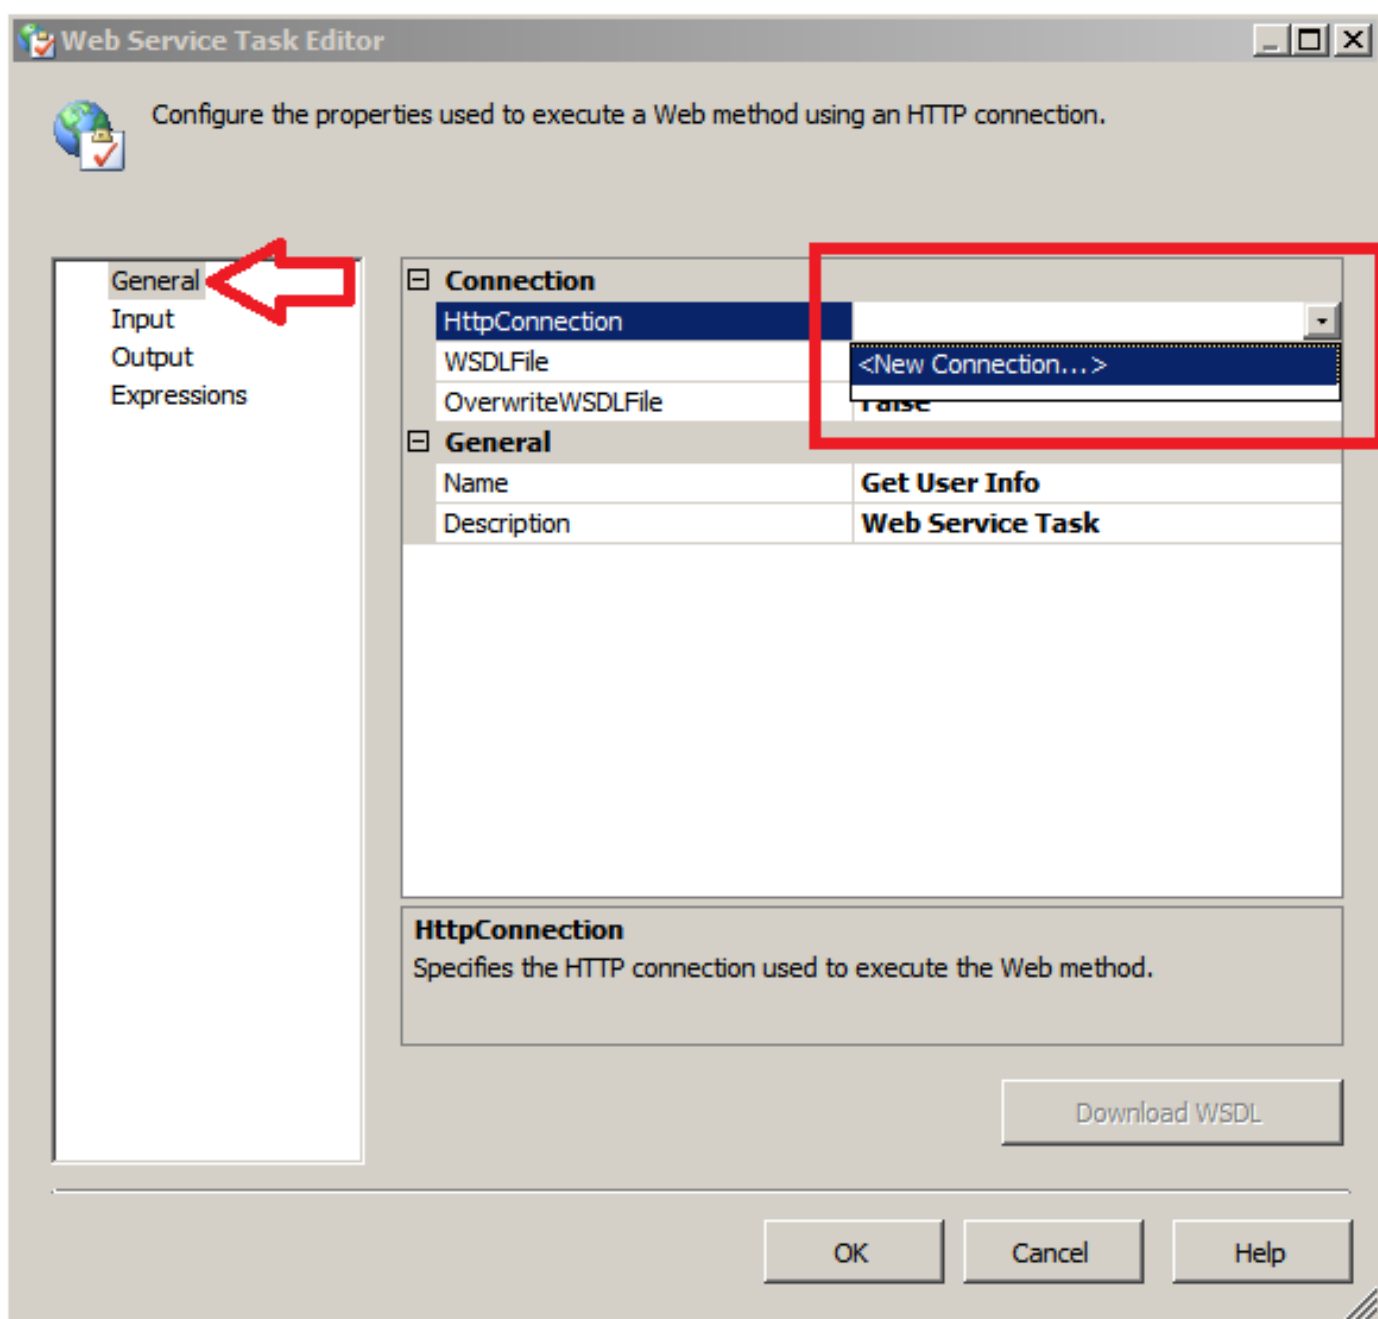 Web Service Task Editor
Configure the properties used to execute a Web method using an HTTP connection.
General
Input
Output
Expressions
Connection
HttpConnection
<New Connection...>
WSDLFile
OverwriteWSDLFile False
General
Name Get User Info
Description Web Service Task
HttpConnection
Specifies the HTTP connection used to execute the Web method.
Download WSDL
OK Cancel Help